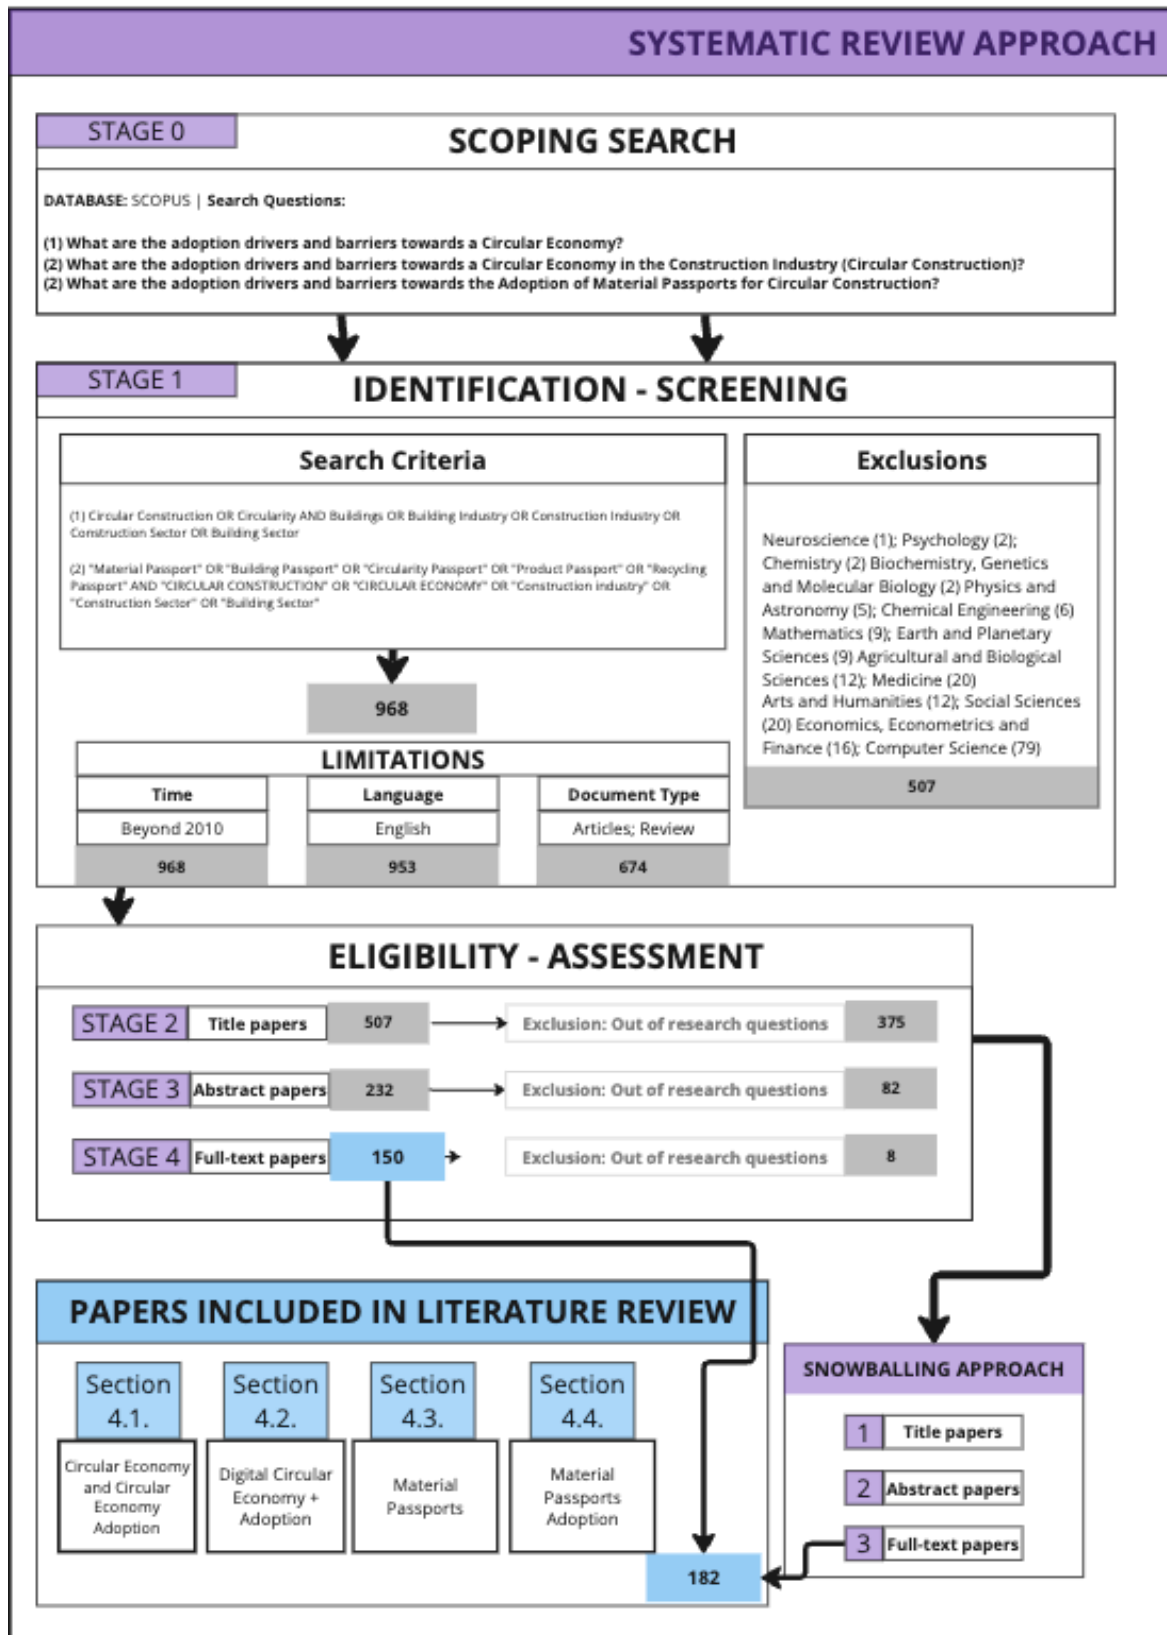 SYSTEMATIC REVIEW APPROACH
STAGE 0
SCOPING SEARCH
DATABASE: SCOPUS | Search Questions:
(1) What are the adoption drivers and barriers towards a Circular Economy?
(2) What are the adoption drivers and barriers towards a Circular Economy in the Construction Industry (Circular Construction)?
(2) What are the adoption drivers and barriers towards the Adoption of Material Passports for Circular Construction?
STAGE 1
IDENTIFICATION - SCREENING
Search Criteria
(1) Circular Construction OR Circularity AND Buildings OR Building Industry OR Construction Industry OR
Construction Sector OR Building Sector
(2) "Material Passport" OR "Building Passport" OR "Circularity Passport" OR "Product Passport" OR "Recycling
Passport" AND "CIRCULAR CONSTRUCTION" OR "CIRCULAR ECONOMY" OR "Construction industry" OR
"Construction Sector" OR "Building Sector"
968
Exclusions
Neuroscience (1); Psychology (2);
Chemistry (2) Biochemistry, Genetics
and Molecular Biology (2) Physics and
Astronomy (5); Chemical Engineering (6)
Mathematics (9); Earth and Planetary
Sciences (9) Agricultural and Biological
Sciences (12); Medicine (20)
Arts and Humanities (12); Social Sciences
(20) Economics, Econometrics and
Finance (16); Computer Science (79)
507
LIMITATIONS
Time
Language
Document Type
Beyond 2010
English
Articles; Review
968
953
674
ELIGIBILITY - ASSESSMENT
STAGE 2
Title papers
507
Exclusion: Out of research questions
375
STAGE 3
Abstract papers
232
Exclusion: Out of research questions
82
STAGE 4
Full-text papers
150
Exclusion: Out of research questions
8
PAPERS INCLUDED IN LITERATURE REVIEW
Section
4.1.
Circular Economy
and Circular
Economy
Adoption
Section
4.2.
Digital Circular
Economy +
Adoption
Section
4.3.
Material
Passports
Section
4.4.
Material
Passports
Adoption
182
SNOWBALLING APPROACH
1
Title papers
2
Abstract papers
3
Full-text papers